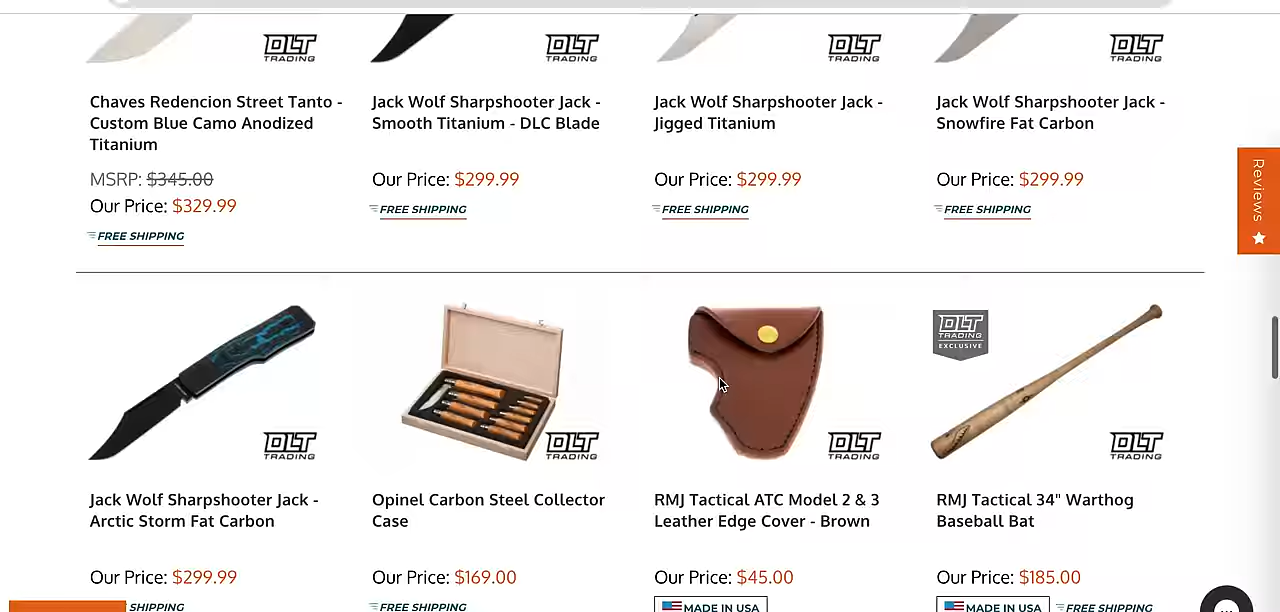 DLT
TRADING
DLT
TRADING
DLT
TRADING
DLT
TRADING
Chaves Redencion Street Tanto -
Custom Blue Camo Anodized
Titanium
MSRP: $345.00
Our Price: $329.99
FREE SHIPPING
Jack Wolf Sharpshooter Jack -
Smooth Titanium - DLC Blade
Our Price: $299.99
FREE SHIPPING
Jack Wolf Sharpshooter Jack -
Jigged Titanium
Our Price: $299.99
FREE SHIPPING
Jack Wolf Sharpshooter Jack -
Snowfire Fat Carbon
Our Price: $299.99
FREE SHIPPING
Reviews
DLT
TRADING
Jack Wolf Sharpshooter Jack -
Arctic Storm Fat Carbon
Our Price: $299.99
SHIPPING
DLT
TRADING
Opinel Carbon Steel Collector
Case
Our Price: $169.00
FREE SHIPPING
DLT
TRADING
RMJ Tactical ATC Model 2 & 3
Leather Edge Cover - Brown
Our Price: $45.00
MADE IN USA
DLT
TRADING
EXCLUSIVE
DLT
TRADING
RMJ Tactical 34" Warthog
Baseball Bat
Our Price: $185.00
MADE IN USA
FREE SHIPPING